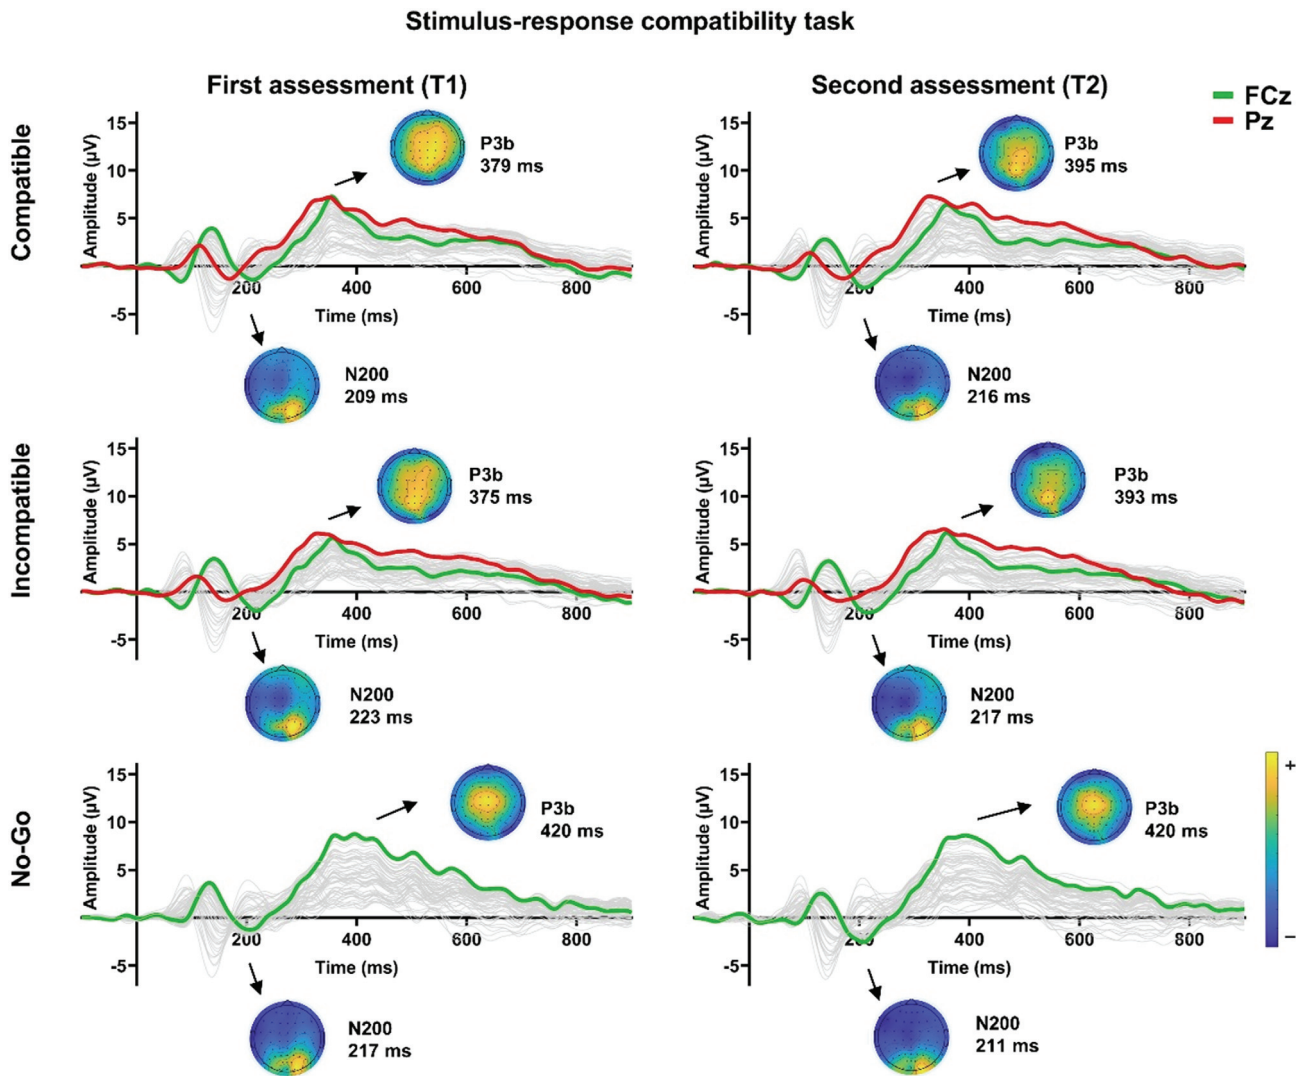 Stimulus-response compatibility task
First assessment (T1)
Second assessment (T2)
FCz
Pz
Compatible
Amplitude (µV)
15
10
5
-5
200
400
600
800
Time (ms)
P3b
379 ms
N200
209 ms
Amplitude (µV)
15
10
5
-5
200
400
600
800
Time (ms)
P3b
395 ms
N200
216 ms
Incompatible
Amplitude (µV)
15
10
5
-5
200
400
600
800
Time (ms)
P3b
375 ms
N200
223 ms
Amplitude (µV)
15
10
5
-5
200
400
600
800
Time (ms)
P3b
393 ms
N200
217 ms
No-Go
Amplitude (µV)
15
10
5
-5
200
400
600
800
Time (ms)
P3b
420 ms
N200
217 ms
Amplitude (µV)
15
10
5
-5
200
400
600
800
Time (ms)
P3b
420 ms
N200
211 ms
+
–